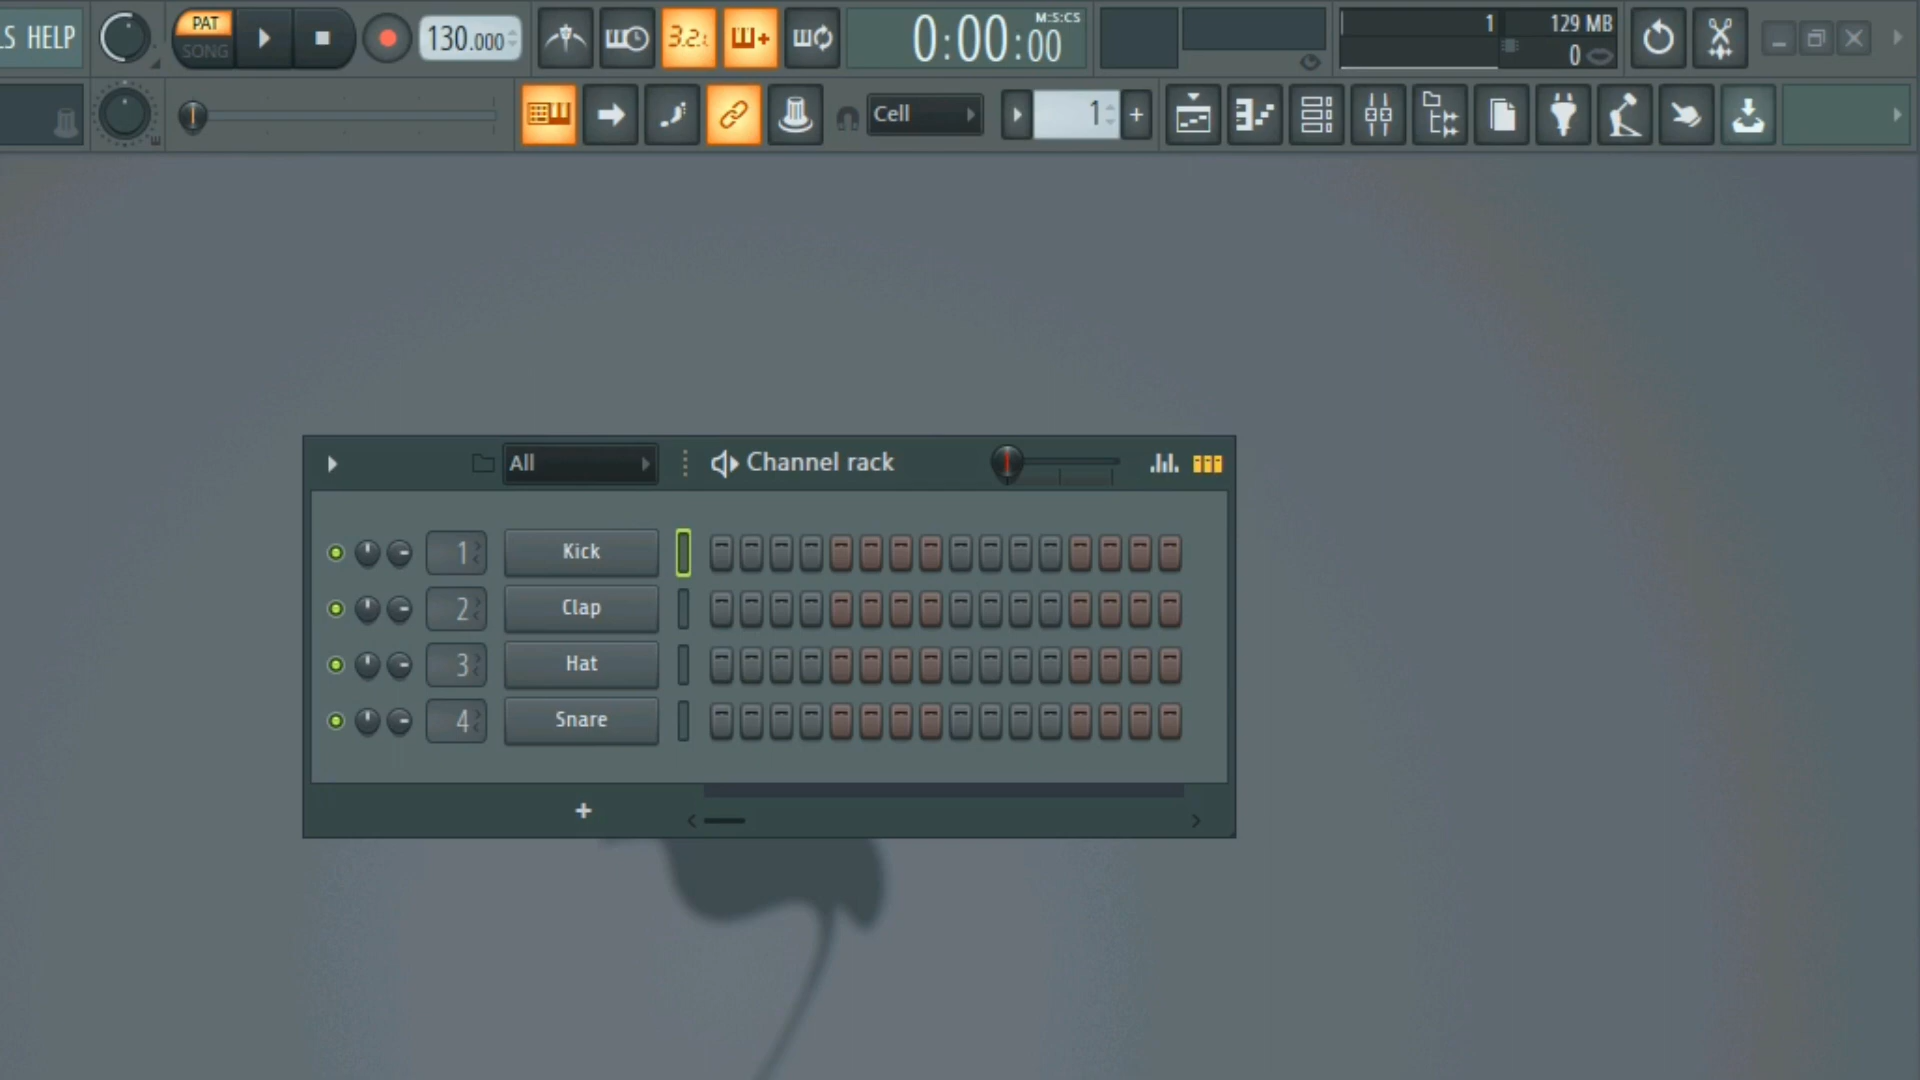 LS HELP
PAT
SONG
130.000
3.2:
0:00:00
M:S:CS
1
129 MB
0
Cell
1
+
All
Channel rack
1
Kick
2
Clap
3
Hat
4
Snare
+